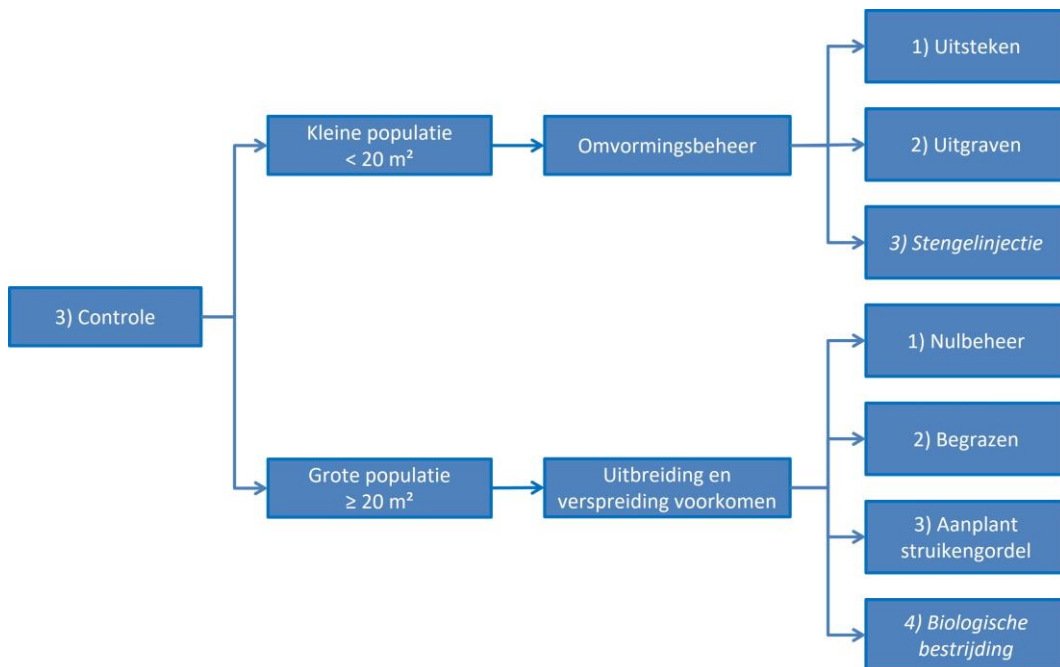 3) Controle
Kleine populatie
< 20 m²
Omvormingsbeheer
1) Uitsteken
2) Uitgraven
3) Stengelinjectie
Grote populatie
≥ 20 m²
Uitbreiding en
verspreiding voorkomen
1) Nulbeheer
2) Begrazen
3) Aanplant
struikengordel
4) Biologische
bestrijding